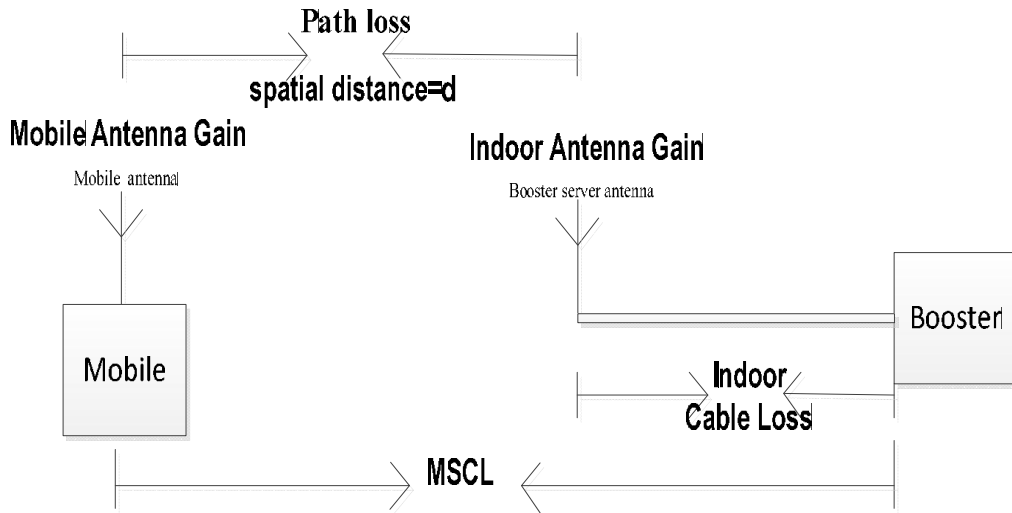 Path loss
spatial distance=d
Mobile Antenna Gain
Mobile antenna
Indoor Antenna Gain
Booster server antenna
Mobile
Booster
Indoor
Cable Loss
MSCL